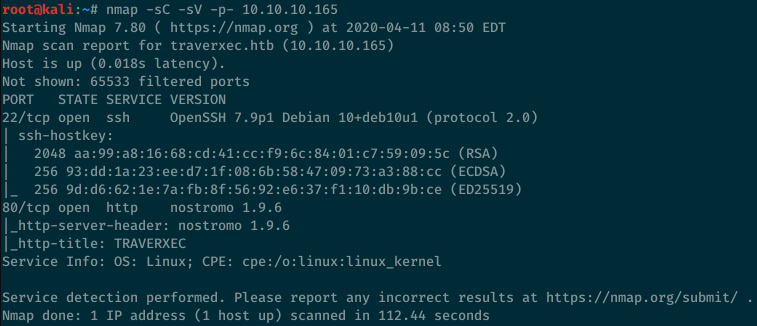 root@kali:~# nmap -sC -sV -p- 10.10.10.165
Starting Nmap 7.80 ( https://nmap.org ) at 2020-04-11 08:50 EDT
Nmap scan report for traverxec.htb (10.10.10.165)
Host is up (0.018s latency).
Not shown: 65533 filtered ports
PORT   STATE SERVICE VERSION
22/tcp open  ssh     OpenSSH 7.9p1 Debian 10+deb10u1 (protocol 2.0)
| ssh-hostkey:
|   2048 aa:99:a8:16:68:cd:41:cc:f9:6c:84:01:c7:59:09:5c (RSA)
|   256 93:dd:1a:23:ee:d7:1f:08:6b:58:47:09:73:a3:88:cc (ECDSA)
|_  256 9d:d6:62:1e:7a:fb:8f:56:92:e6:37:f1:10:db:9b:ce (ED25519)
80/tcp open  http    nostromo 1.9.6
|_http-server-header: nostromo 1.9.6
|_http-title: TRAVERXEC
Service Info: OS: Linux; CPE: cpe:/o:linux:linux_kernel

Service detection performed. Please report any incorrect results at https://nmap.org/submit/ .
Nmap done: 1 IP address (1 host up) scanned in 112.44 seconds